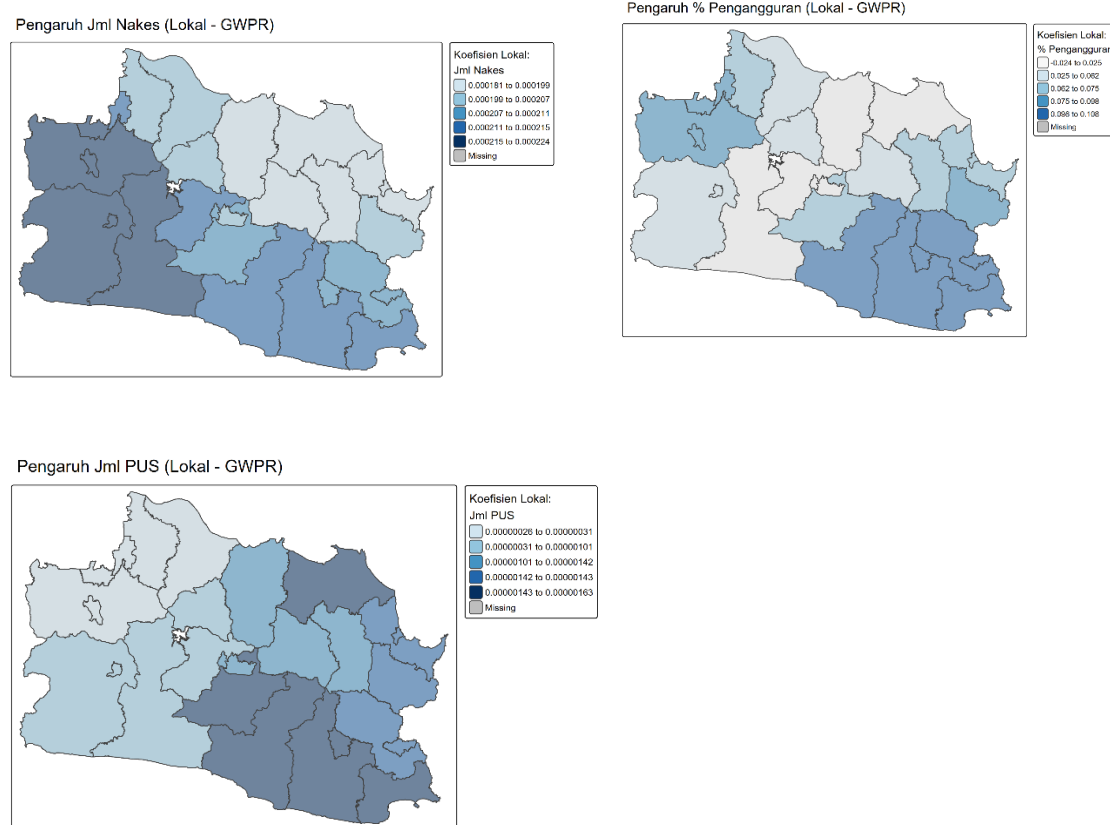 Pengaruh Jml Nakes (Lokal - GWPR)
Koefisien Lokal:
Jml Nakes
0.000181 to 0.000199
0.000199 to 0.000207
0.000207 to 0.000211
0.000211 to 0.000215
0.000215 to 0.000224
Missing
Pengaruh % Pengangguran (Lokal - GWPR)
Koefisien Lokal:
% Pengangguran
-0.024 to 0.025
0.025 to 0.062
0.062 to 0.075
0.075 to 0.098
0.098 to 0.108
Missing
Pengaruh Jml PUS (Lokal - GWPR)
Koefisien Lokal:
Jml PUS
0.00000026 to 0.00000031
0.00000031 to 0.00000101
0.00000101 to 0.00000142
0.00000142 to 0.00000143
0.00000143 to 0.00000163
Missing